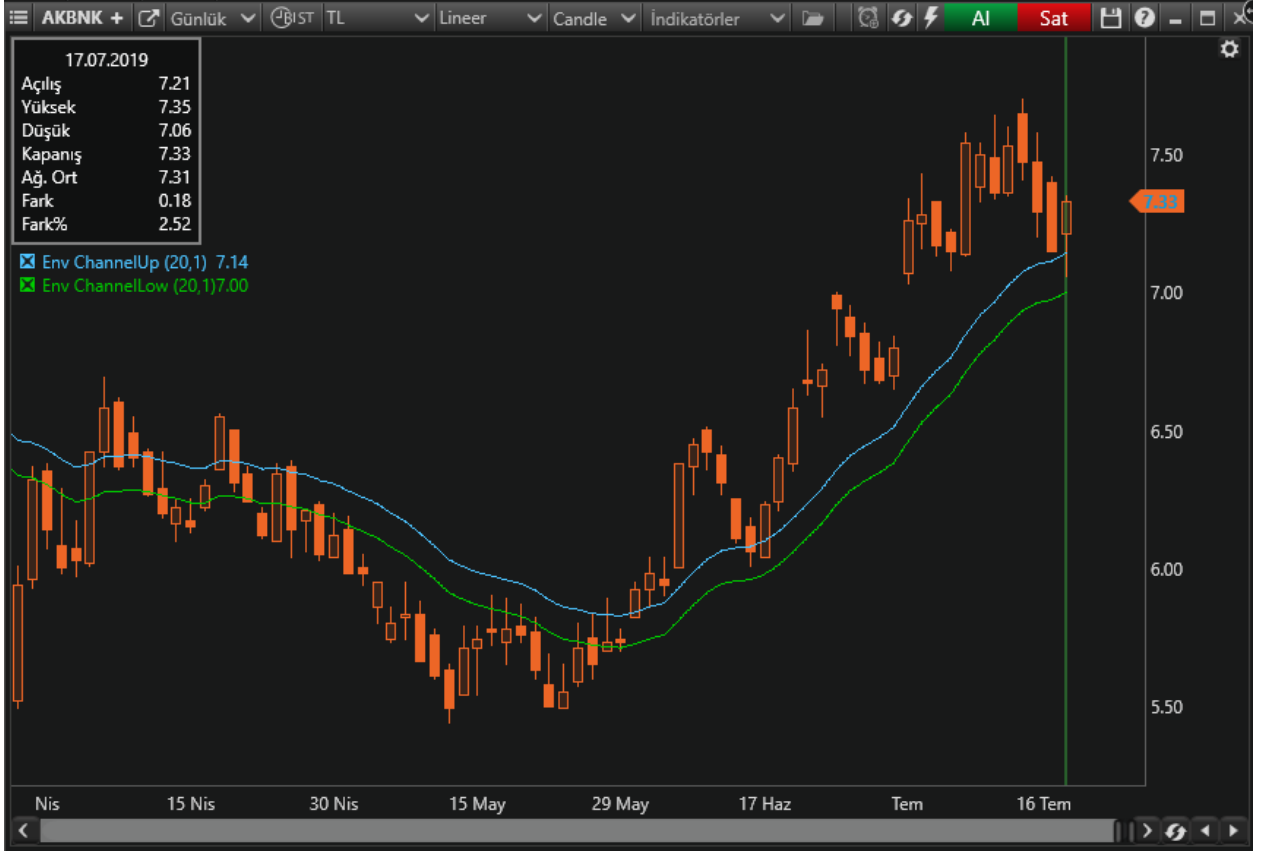 AKBNK + Günlük BIST TL Lineer Candle İndikatörler Al Sat
17.07.2019
Açılış 7.21
Yüksek 7.35
Düşük 7.06
Kapanış 7.33
Ağ. Ort 7.31
Fark 0.18
Fark% 2.52
Env ChannelUp (20,1) 7.14
Env ChannelLow (20,1)7.00
7.50
7.33
7.00
6.50
6.00
5.50
Nis 15 Nis 30 Nis 15 May 29 May 17 Haz Tem 16 Tem